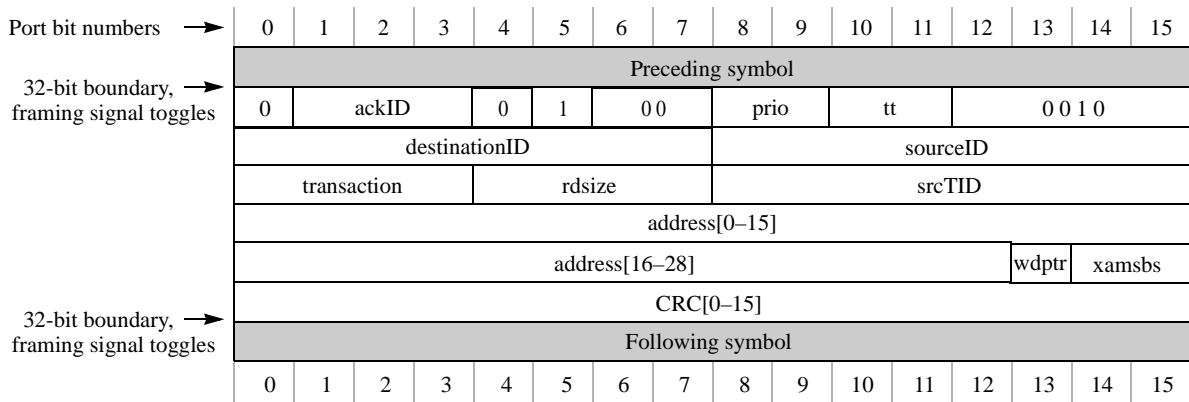 Port bit numbers 0 1 2 3 4 5 6 7 8 9 10 11 12 13 14 15
Preceding symbol
32-bit boundary,
framing signal toggles
0 ackID 0 1 0 0 prio tt 0 0 1 0
destinationID sourceID
transaction rdsize srcTID
address[0–15]
address[16–28] wdptr xamsbs
CRC[0–15]
32-bit boundary,
framing signal toggles
Following symbol
0 1 2 3 4 5 6 7 8 9 10 11 12 13 14 15